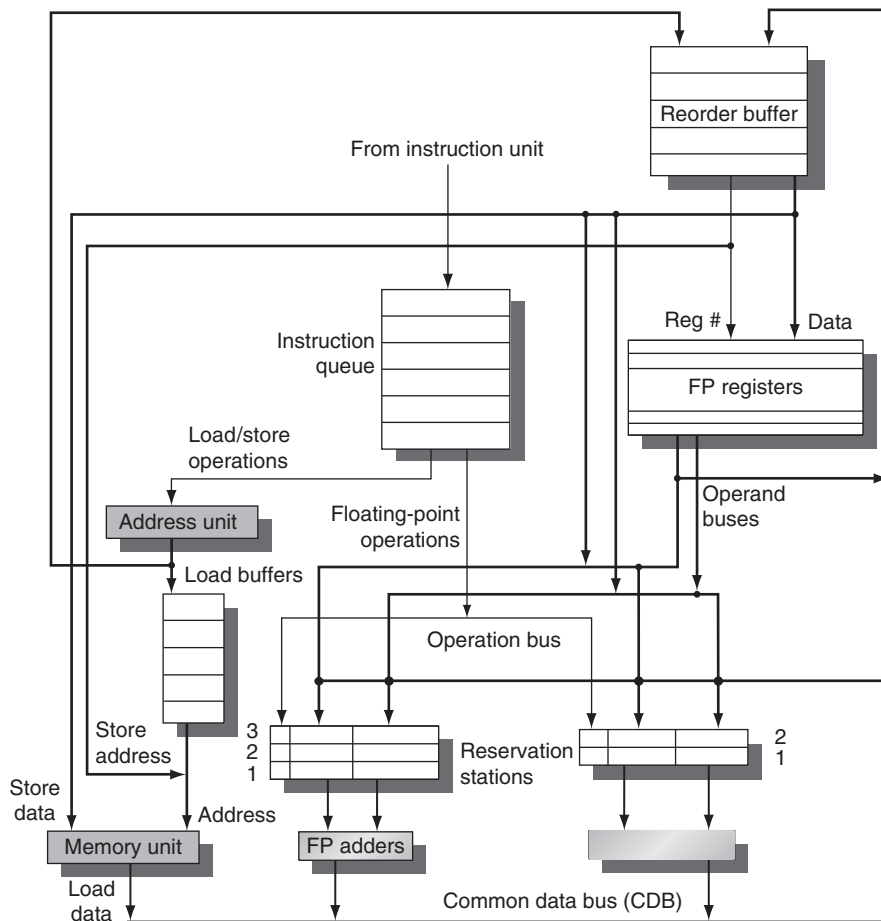 Reorder buffer
From instruction unit
Reg #
Data
Instruction
queue
FP registers
Load/store
operations
Operand
buses
Address unit
Floating-point
operations
Load buffers
Operation bus
Store
address
3
2
1
Reservation
stations
2
1
Store
data
Address
Memory unit
FP adders
Load
data
Common data bus (CDB)